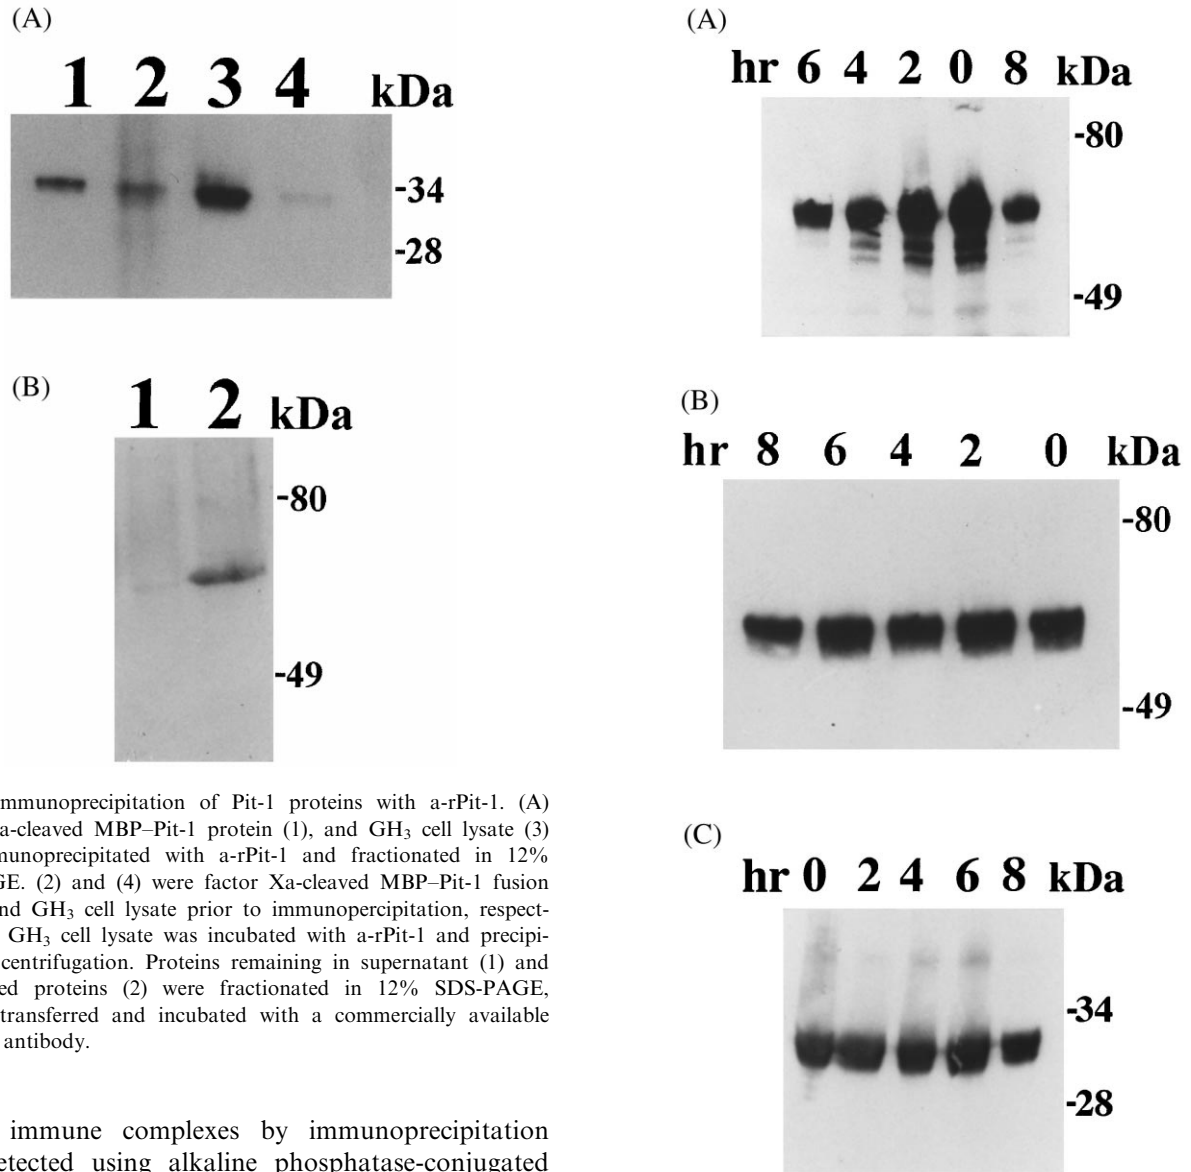 (A)
1 2 3 4 kDa
-34
-28
(B)
1 2 kDa
-80
-49
mmunoprecipitation of Pit-1 proteins with a-rPit-1. (A)
a-cleaved MBP–Pit-1 protein (1), and GH3 cell lysate (3)
munoprecipitated with a-rPit-1 and fractionated in 12%
GE. (2) and (4) were factor Xa-cleaved MBP–Pit-1 fusion
nd GH3 cell lysate prior to immunopercipitation, respect-
GH3 cell lysate was incubated with a-rPit-1 and precipi-
centrifugation. Proteins remaining in supernatant (1) and
ed proteins (2) were fractionated in 12% SDS-PAGE,
transferred and incubated with a commercially available
antibody.
immune complexes by immunoprecipitation
etected using alkaline phosphatase-conjugated
(A)
hr 6 4 2 0 8 kDa
-80
-49
(B)
hr 8 6 4 2 0 kDa
-80
-49
(C)
hr 0 2 4 6 8 kDa
-34
-28